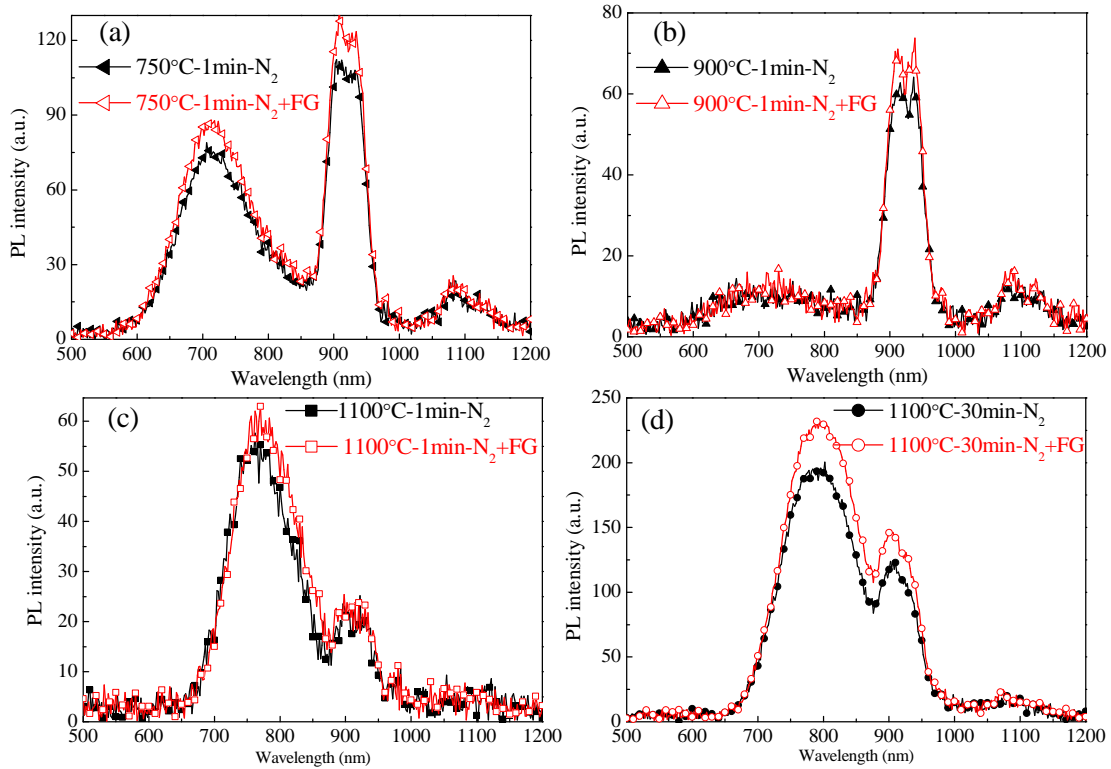 (a)
750°C-1min-N2
750°C-1min-N2+FG
PL intensity (a.u.)
120
90
60
30
0
500 600 700 800 900 1000 1100 1200
Wavelength (nm)
(b)
900°C-1min-N2
900°C-1min-N2+FG
PL intensity (a.u.)
80
60
40
20
0
500 600 700 800 900 1000 1100 1200
Wavelength (nm)
(c)
1100°C-1min-N2
1100°C-1min-N2+FG
PL intensity (a.u.)
60
50
40
30
20
10
0
500 600 700 800 900 1000 1100 1200
Wavelength (nm)
(d)
1100°C-30min-N2
1100°C-30min-N2+FG
PL intensity (a.u.)
250
200
150
100
50
0
500 600 700 800 900 1000 1100 1200
Wavelength (nm)